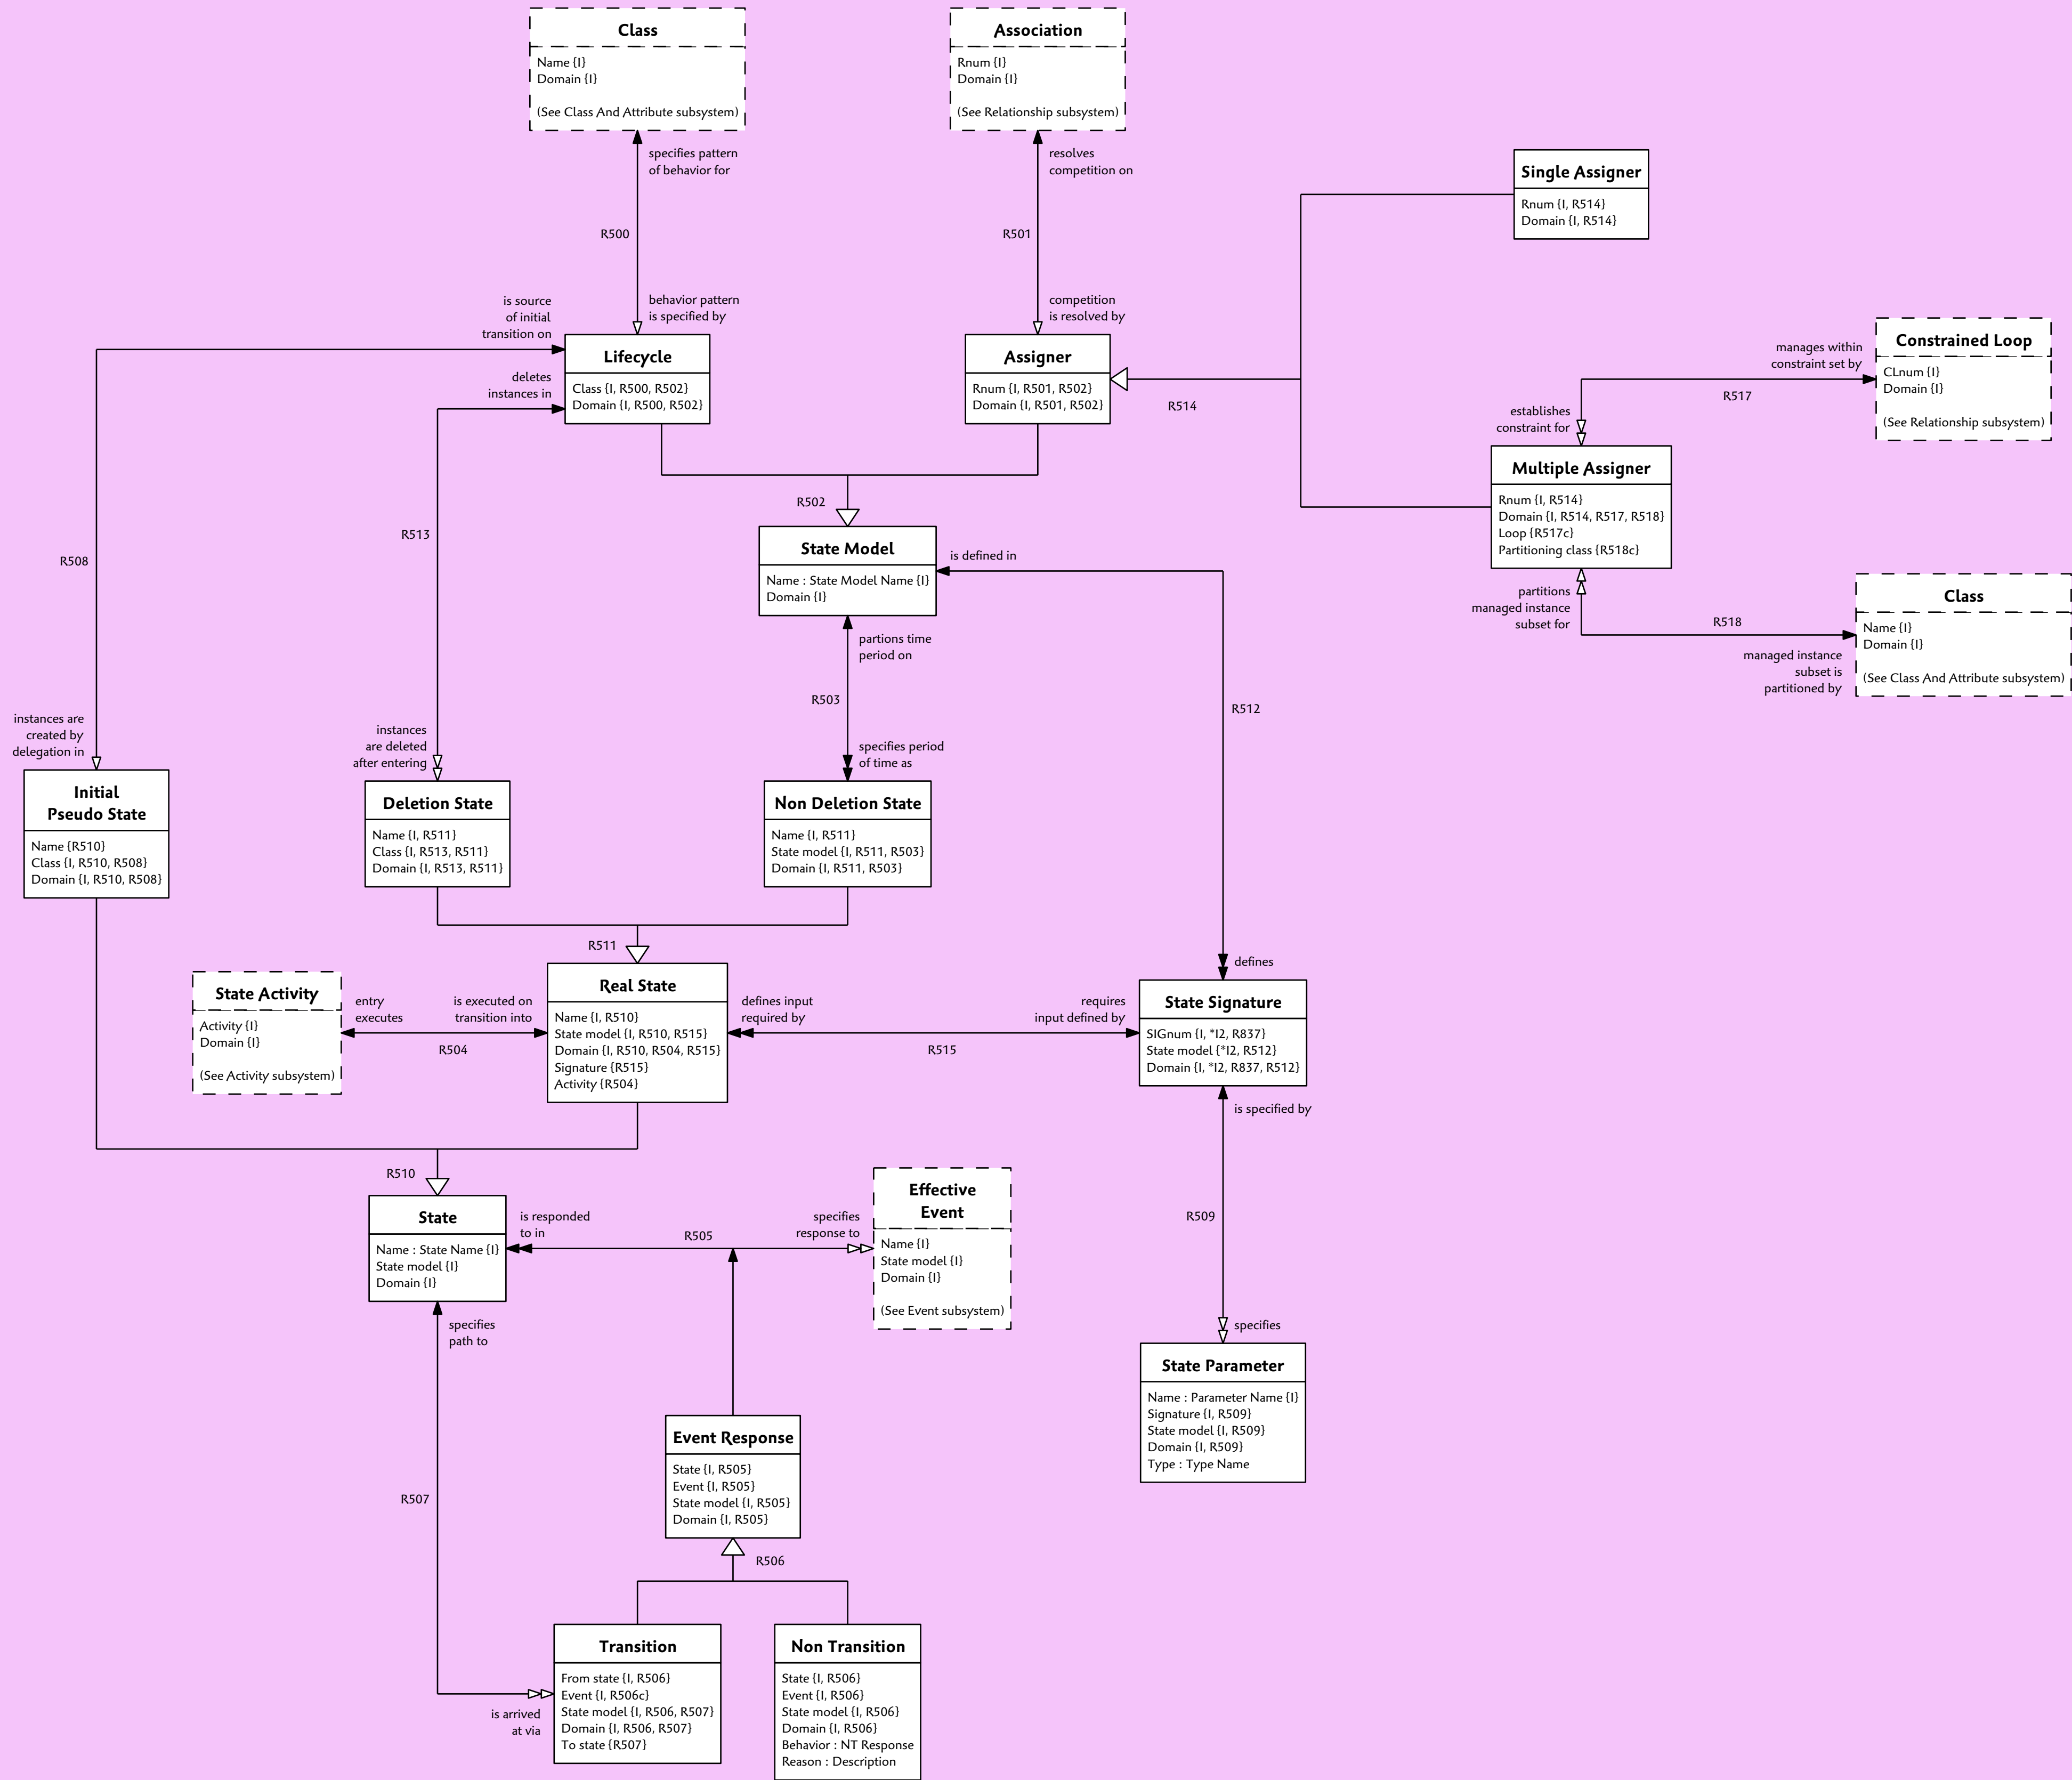 Class
Name {I}
Domain {I}
(See Class And Attribute subsystem)
Association
Rnum {I}
Domain {I}
(See Relationship subsystem)
specifies pattern
of behavior for
R500
behavior pattern
is specified by
resolves
competition on
R501
competition
is resolved by
Single Assigner
Rnum {I, R514}
Domain {I, R514}
is source
of initial
transition on
deletes
instances in
Lifecycle
Class {I, R500, R502}
Domain {I, R500, R502}
Assigner
Rnum {I, R501, R502}
Domain {I, R501, R502}
R514
manages within
constraint set by
R517
establishes
constraint for
Constrained Loop
CLnum {I}
Domain {I}
(See Relationship subsystem)
Multiple Assigner
Rnum {I, R514}
Domain {I, R514, R517, R518}
Loop {R517c}
Partitioning class {R518c}
partitions
managed instance
subset for
R518
managed instance
subset is
partitioned by
Class
Name {I}
Domain {I}
(See Class And Attribute subsystem)
R502
R508
R513
State Model
Name : State Model Name {I}
Domain {I}
is defined in
partions time
period on
R503
specifies period
of time as
R512
instances are
created by
delegation in
instances
are deleted
after entering
Initial
Pseudo State
Name {R510}
Class {I, R510, R508}
Domain {I, R510, R508}
Deletion State
Name {I, R511}
Class {I, R513, R511}
Domain {I, R513, R511}
Non Deletion State
Name {I, R511}
State model {I, R511, R503}
Domain {I, R511, R503}
R511
defines
State Activity
Activity {I}
Domain {I}
(See Activity subsystem)
entry
executes
is executed on
transition into
R504
Real State
Name {I, R510}
State model {I, R510, R515}
Domain {I, R510, R504, R515}
Signature {R515}
Activity {R504}
defines input
required by
requires
input defined by
R515
State Signature
SIGnum {I, *I2, R837}
State model {*I2, R512}
Domain {I, *I2, R837, R512}
is specified by
R509
specifies
R510
State
Name : State Name {I}
State model {I}
Domain {I}
is responded
to in
R505
specifies
response to
Effective
Event
Name {I}
State model {I}
Domain {I}
(See Event subsystem)
specifies
path to
R507
State Parameter
Name : Parameter Name {I}
Signature {I, R509}
State model {I, R509}
Domain {I, R509}
Type : Type Name
Event Response
State {I, R505}
Event {I, R505}
State model {I, R505}
Domain {I, R505}
R506
is arrived
at via
Transition
From state {I, R506}
Event {I, R506c}
State model {I, R506, R507}
Domain {I, R506, R507}
To state {R507}
Non Transition
State {I, R506}
Event {I, R506}
State model {I, R506}
Domain {I, R506}
Behavior : NT Response
Reason : Description